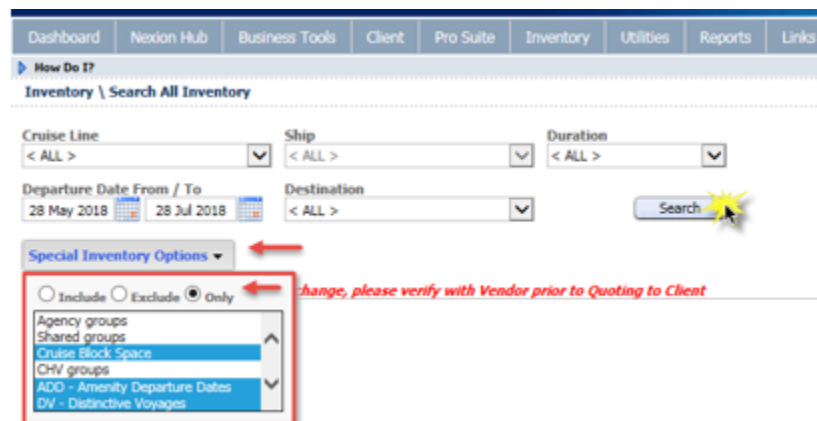 Dashboard Nexion Hub Business Tools Client Pro Suite Inventory Utilities Reports Links
How Do I?
Inventory \ Search All Inventory
Cruise Line Ship Duration
< ALL > < ALL > < ALL >
Departure Date From / To Destination
28 May 2018 28 Jul 2018 < ALL > Search
Special Inventory Options
Include Exclude Only change, please verify with Vendor prior to Quoting to Client
Agency groups
Shared groups
Cruise Block Space
CHV groups
ADD - Amenity Departure Dates
DV - Distinctive Voyages